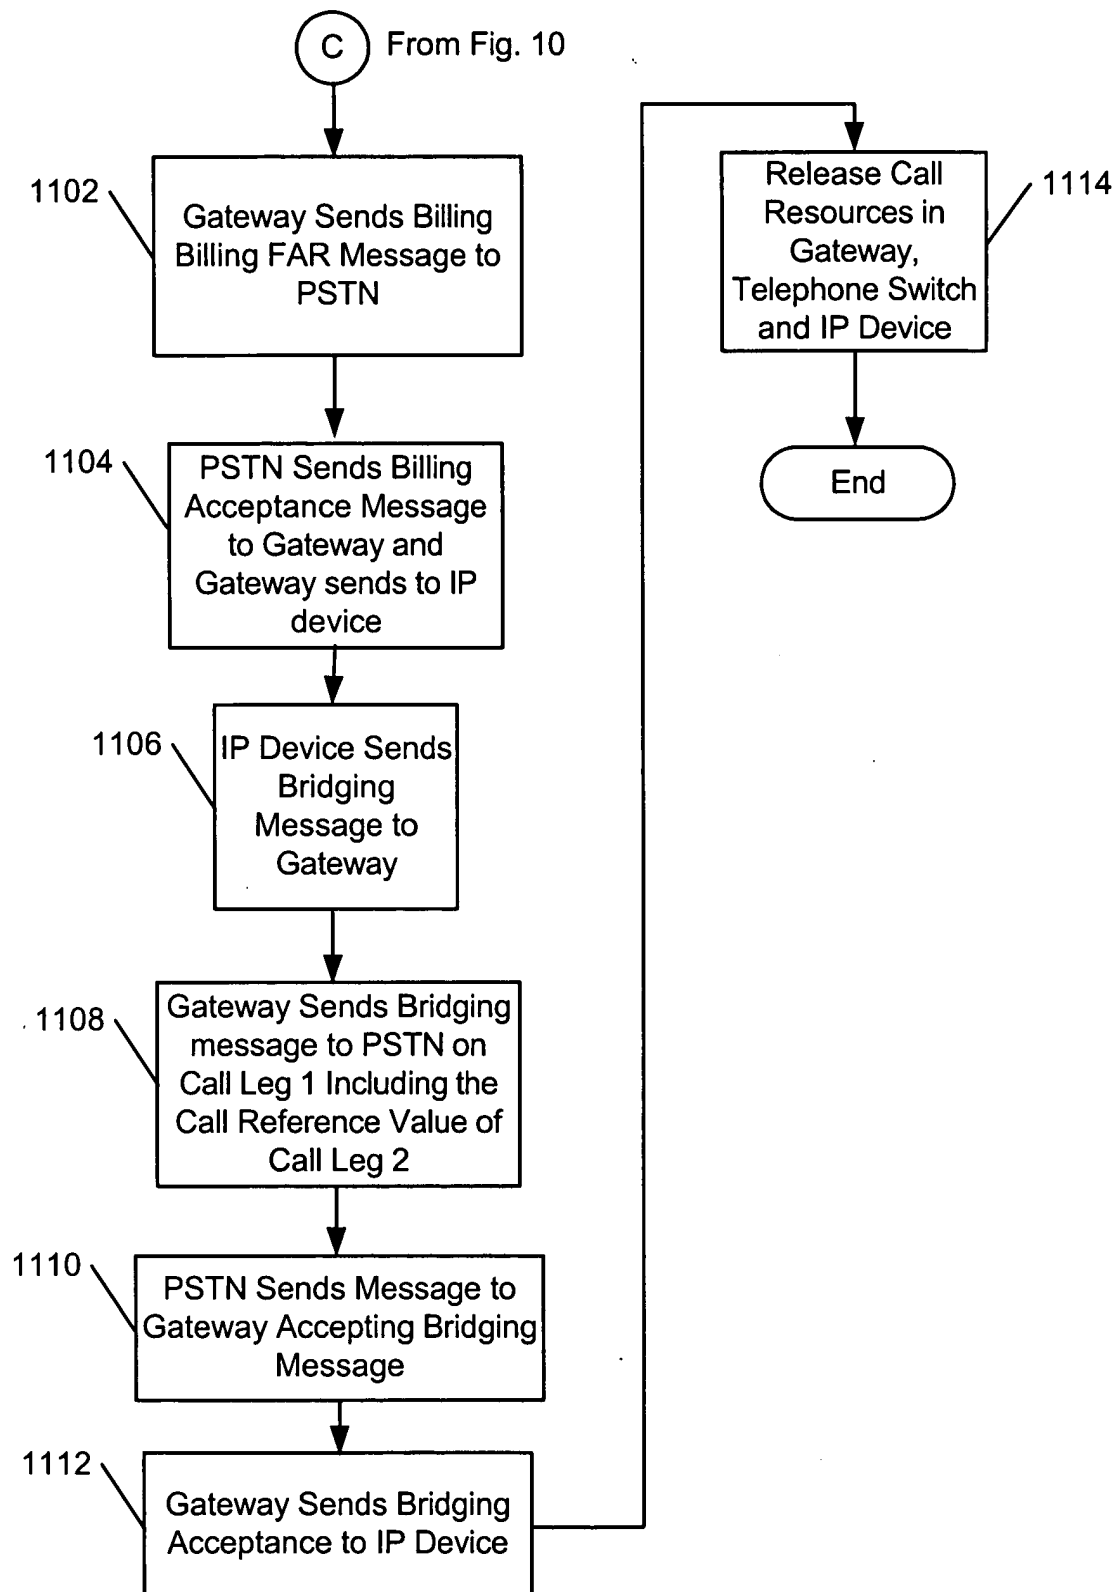 C
From Fig. 10
1102
Gateway Sends Billing
Billing FAR Message to
PSTN
1104
PSTN Sends Billing
Acceptance Message
to Gateway and
Gateway sends to IP
device
1106
IP Device Sends
Bridging
Message to
Gateway
1108
Gateway Sends Bridging
message to PSTN on
Call Leg 1 Including the
Call Reference Value of
Call Leg 2
1110
PSTN Sends Message to
Gateway Accepting Bridging
Message
1112
Gateway Sends Bridging
Acceptance to IP Device
Release Call
Resources in
Gateway,
Telephone Switch
and IP Device
1114
End